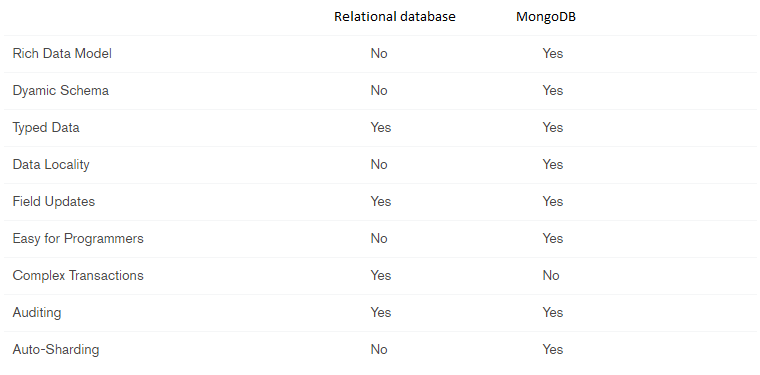 Relational database MongoDB
Rich Data Model No Yes
Dyamic Schema No Yes
Typed Data Yes Yes
Data Locality No Yes
Field Updates Yes Yes
Easy for Programmers No Yes
Complex Transactions Yes No
Auditing Yes Yes
Auto-Sharding No Yes